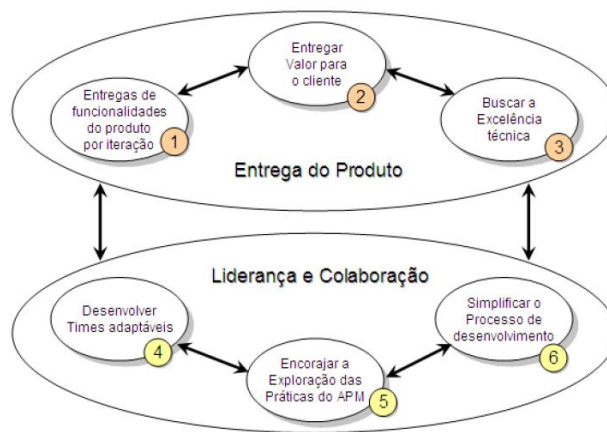 Entregar
Valor para
o cliente
2
Entregas de
funcionalidades
do produto
por iteração
1
Buscar a
Excelência
técnica
3
Entrega do Produto
Liderança e Colaboração
Desenvolver
Times adaptáveis
4
Encorajar a
Exploração das
Práticas do APM
5
Simplificar o
Processo de
desenvolvimento
6